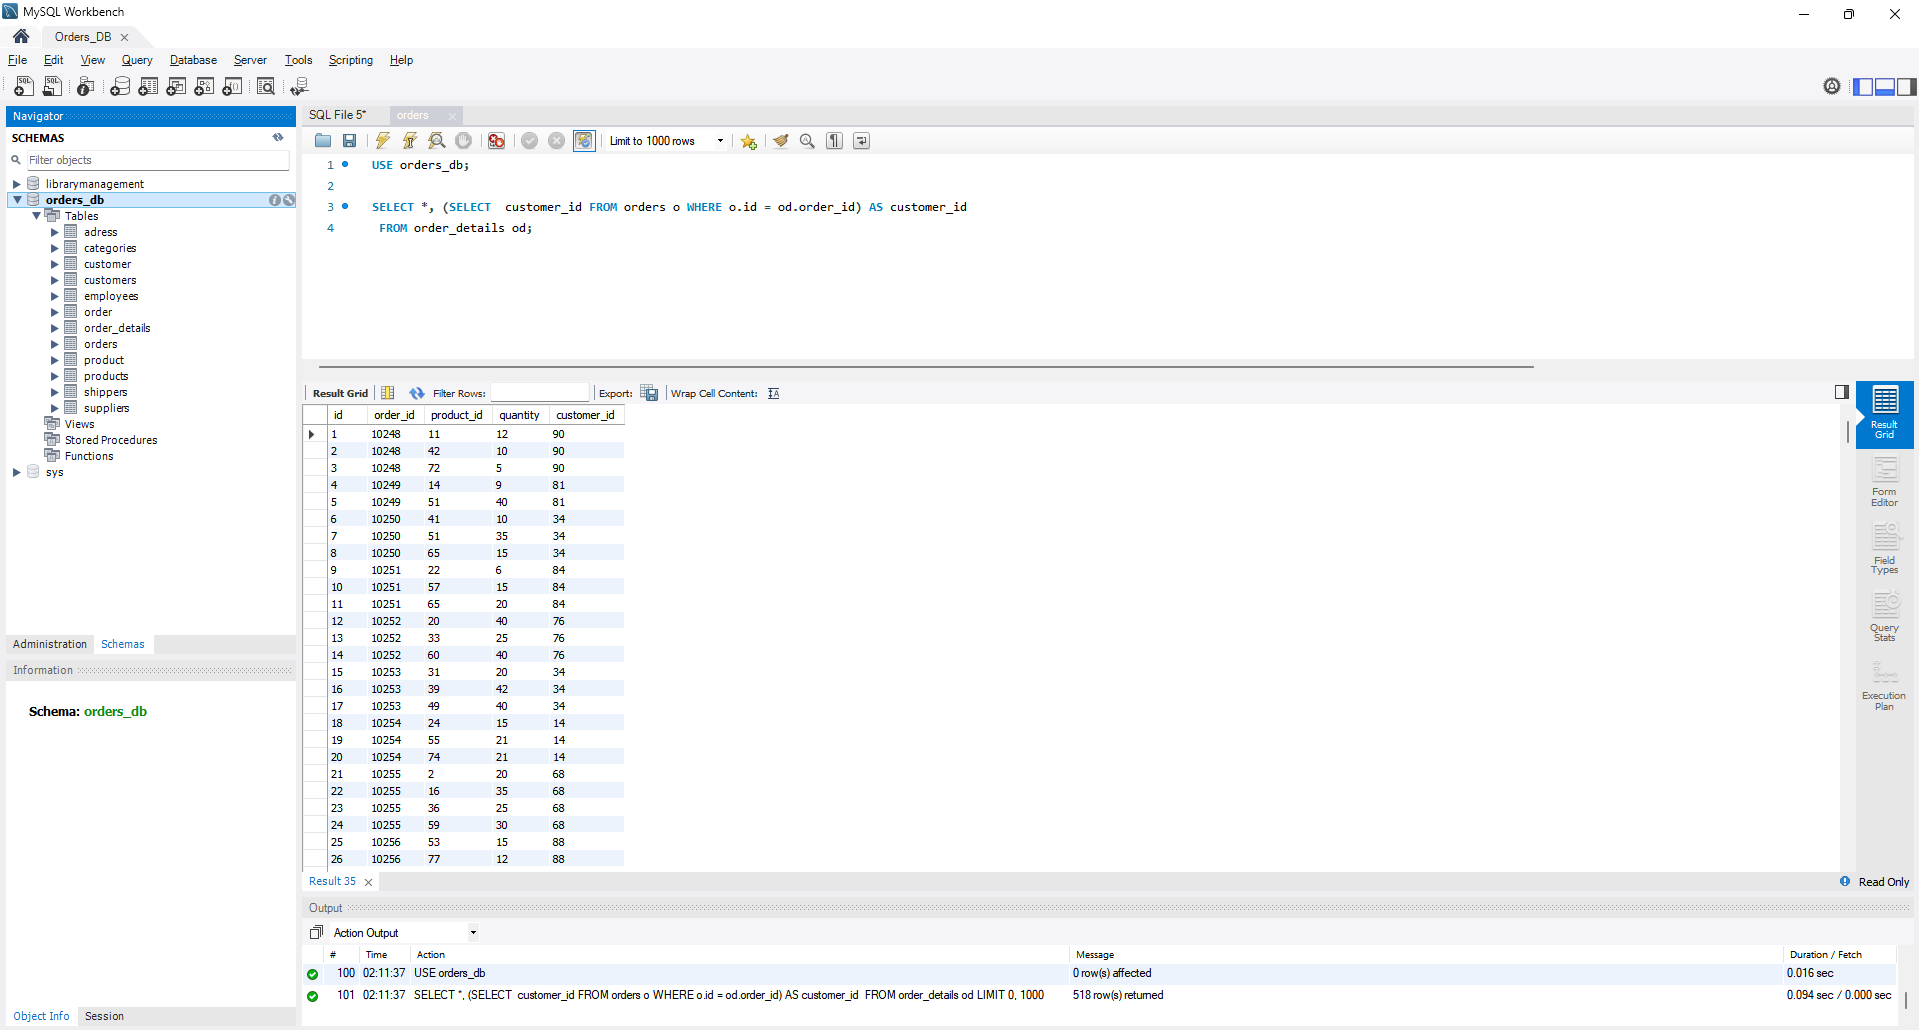 MySQL Workbench
Orders_DB
File Edit View Query Database Server Tools Scripting Help
Navigator
SCHEMAS
Filter objects
librarymanagement
orders_db
Tables
adress
categories
customer
customers
employees
order
order_details
orders
product
products
shippers
suppliers
Views
Stored Procedures
Functions
sys
Administration Schemas
Information
Schema: orders_db
Object Info Session
SQL File 5* orders
Limit to 1000 rows
1 USE orders_db;
2
3 SELECT *, (SELECT  customer_id FROM orders o WHERE o.id = od.order_id) AS customer_id
4 FROM order_details od;
Result Grid Filter Rows: Export: Wrap Cell Content:
id order_id product_id quantity customer_id
1 10248 11 12 90
2 10248 42 10 90
3 10248 72 5 90
4 10249 14 9 81
5 10249 51 40 81
6 10250 41 10 34
7 10250 51 35 34
8 10250 65 15 34
9 10251 22 6 84
10 10251 57 15 84
11 10251 65 20 84
12 10252 20 40 76
13 10252 33 25 76
14 10252 60 40 76
15 10253 31 20 34
16 10253 39 42 34
17 10253 49 40 34
18 10254 24 15 14
19 10254 55 21 14
20 10254 74 21 14
21 10255 2 20 68
22 10255 16 35 68
23 10255 36 25 68
24 10255 59 30 68
25 10256 53 15 88
26 10256 77 12 88
Result
Grid
Form
Editor
Field
Types
Query
Stats
Execution
Plan
Result 35
Read Only
Output
Action Output
# Time Action Message Duration / Fetch
100 02:11:37 USE orders_db 0 row(s) affected 0.016 sec
101 02:11:37 SELECT *, (SELECT  customer_id FROM orders o WHERE o.id = od.order_id) AS customer_id  FROM order_details od LIMIT 0, 1000 518 row(s) returned 0.094 sec / 0.000 sec